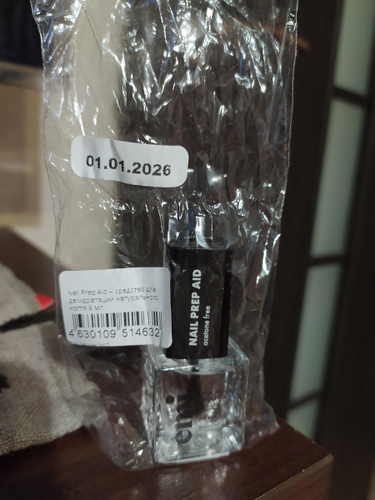 01.01.2026
Nail Prep Aid – средство для
дегидратации натурального
ногтя 6 мл
4 630109 514632
NAIL PREP AID
acetone free
emi